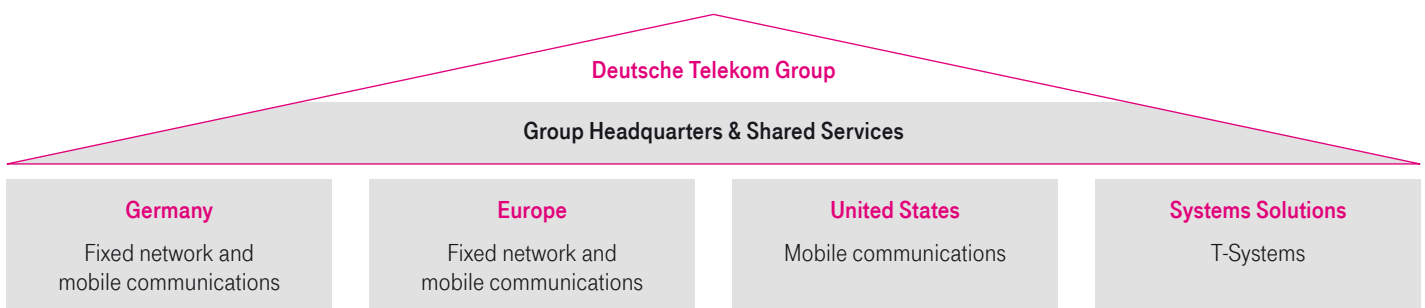 Deutsche Telekom Group
Group Headquarters & Shared Services
Germany
Fixed network and
mobile communications
Europe
Fixed network and
mobile communications
United States
Mobile communications
Systems Solutions
T-Systems